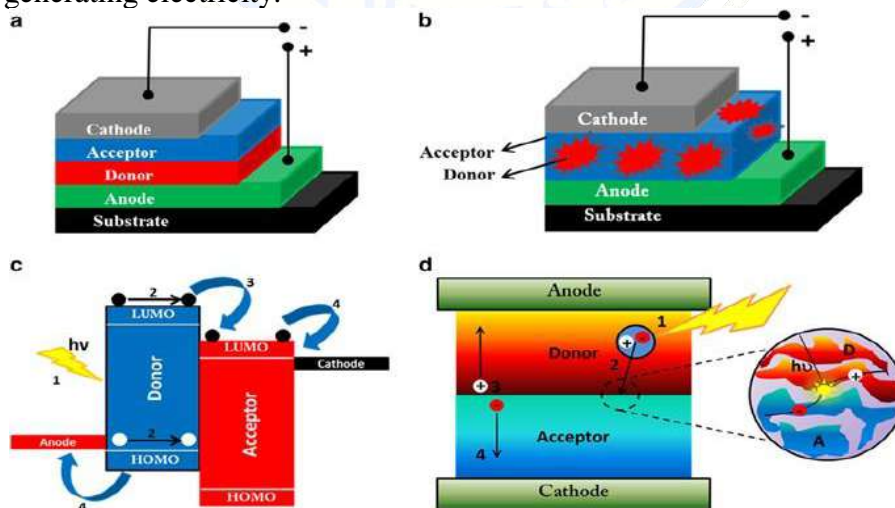 generating electricity.
a
-
+
Cathode
Acceptor
Donor
Anode
Substrate
b
-
+
Cathode
Acceptor
Donor
Anode
Substrate
c
2
3
4
LUMO
LUMO
hν
1
Cathode
Donor
Acceptor
2
Anode
HOMO
4
HOMO
d
Anode
1
+
-
Donor
2
D
hυ
+
+
3
-
-
Acceptor
A
4
Cathode